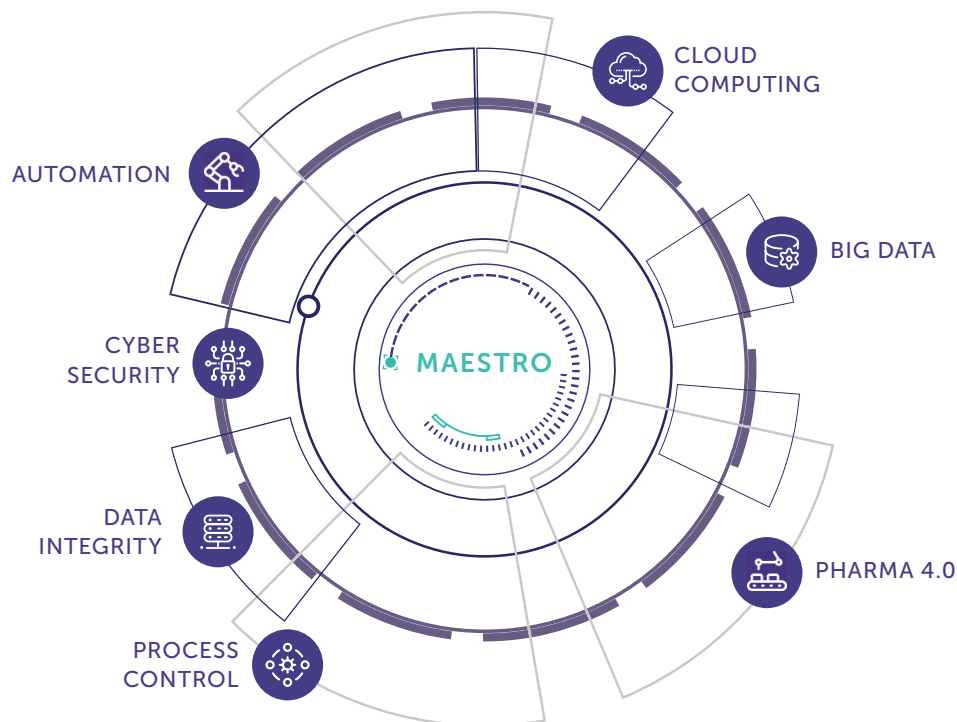 CLOUD
COMPUTING
AUTOMATION
BIG DATA
CYBER
SECURITY
MAESTRO
DATA
INTEGRITY
PHARMA 4.0
PROCESS
CONTROL